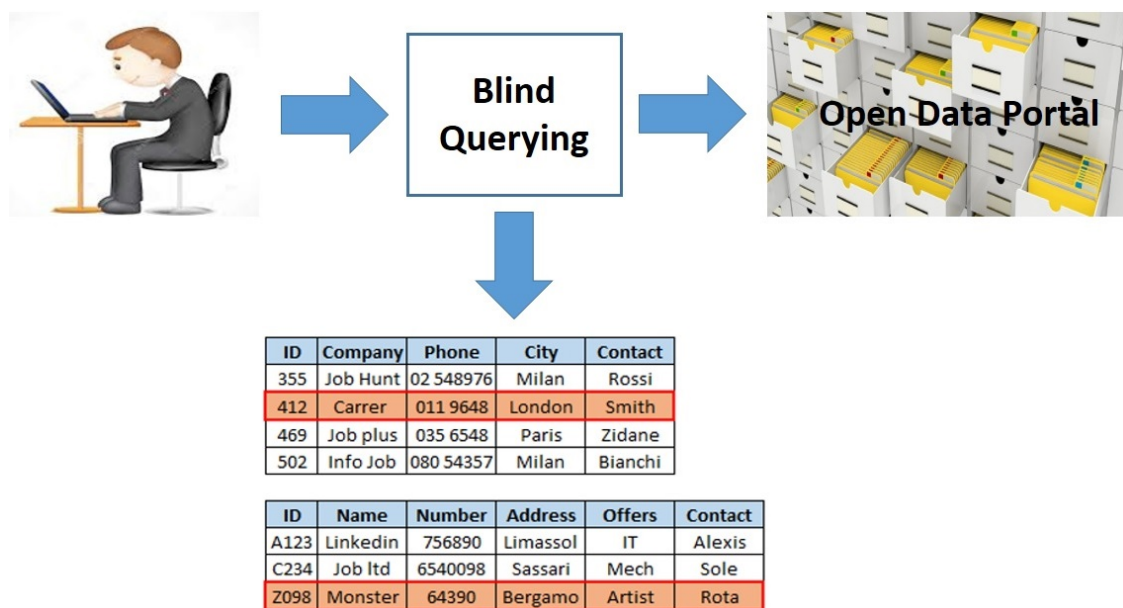 Blind
Querying
Open Data Portal
ID Company Phone City Contact
355 Job Hunt 02 548976 Milan Rossi
412 Carrer 011 9648 London Smith
469 Job plus 035 6548 Paris Zidane
502 Info Job 080 54357 Milan Bianchi
ID Name Number Address Offers Contact
A123 Linkedin 756890 Limassol IT Alexis
C234 Job ltd 6540098 Sassari Mech Sole
Z098 Monster 64390 Bergamo Artist Rota